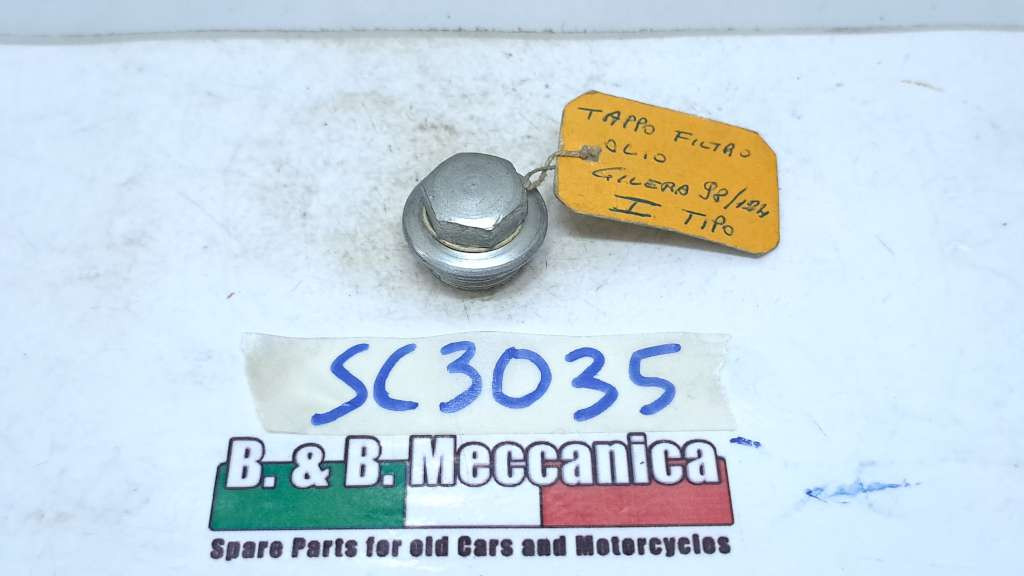 TAPPO FILTRO
OLIO
GILERA 98/124
I TIPO
SC3035
B. & B. Meccanica
Spare Parts for old Cars and Motorcycles